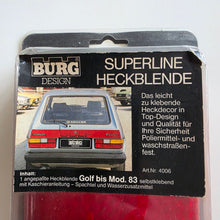 BURG
DESIGN
SUPERLINE
HECKBLENDE
Das leicht
zu klebende
Heckdecor in
Top-Design
und Qualität für
Ihre Sicherheit
Poliermittel- und
waschstraßen-
fest.
Art.Nr. 4006
Inhalt:
1 angepaßte Heckblende Golf bis Mod. 83 selbstklebend
mit Kaschieranleitung – Spachtel und Wasserzusatzmittel